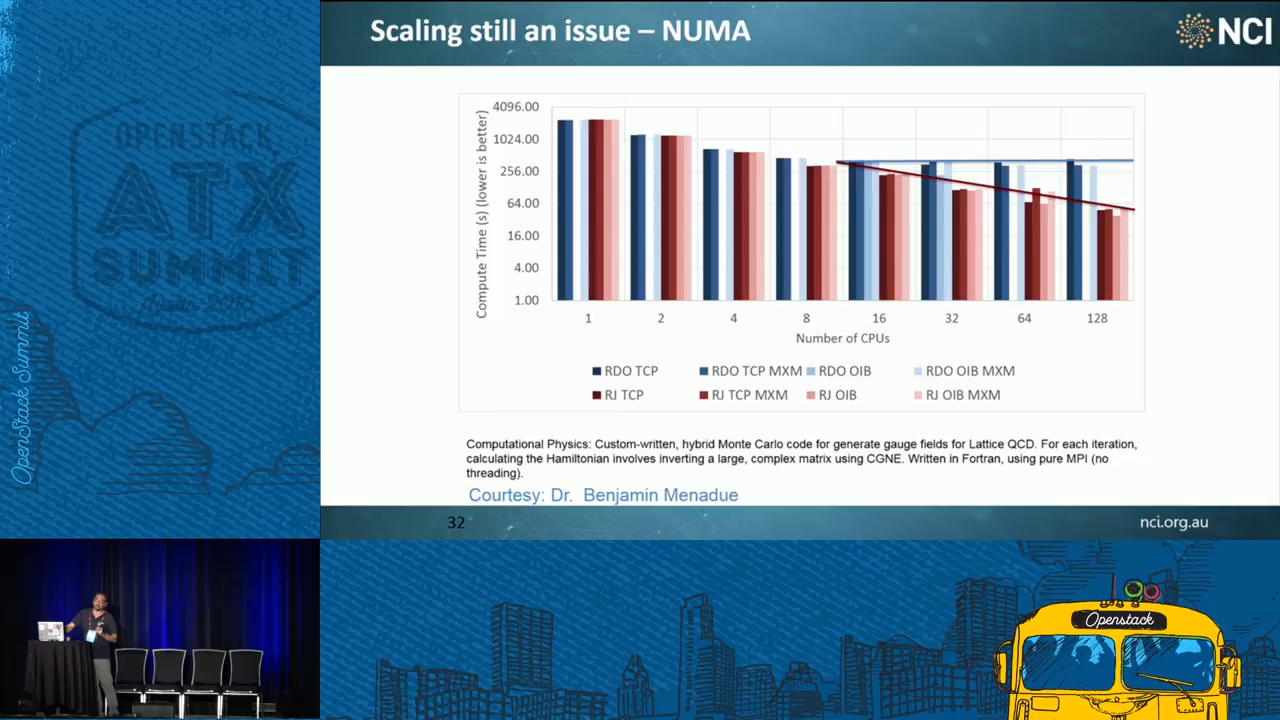 Scaling still an issue – NUMA
NCI
OPENSTACK
ATX
SUMMIT
OpenStack Summit
Compute Time (s) (lower is better)
4096.00
1024.00
256.00
64.00
16.00
4.00
1.00
1 2 4 8 16 32 64 128
Number of CPUs
RDO TCP RDO TCP MXM RDO OIB RDO OIB MXM
RJ TCP RJ TCP MXM RJ OIB RJ OIB MXM
Computational Physics: Custom-written, hybrid Monte Carlo code for generate gauge fields for Lattice QCD. For each iteration,
calculating the Hamiltonian involves inverting a large, complex matrix using CGNE. Written in Fortran, using pure MPI (no
threading).
Courtesy: Dr. Benjamin Menadue
32
nci.org.au
Openstack